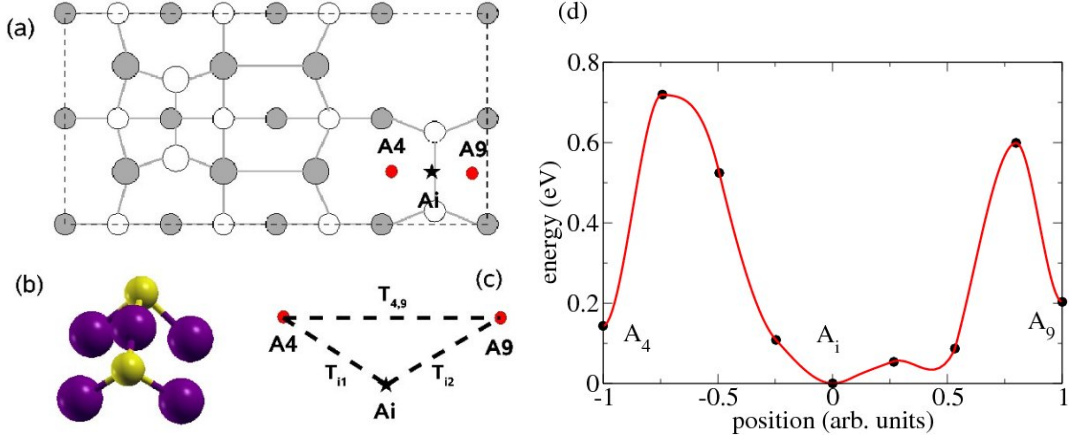 (a)
A4
A9
Ai
(b)
(c)
T4,9
A4
A9
Ti1
Ti2
Ai
(d)
0.8
0.6
0.4
0.2
0
energy (eV)
A4
Ai
A9
-1
-0.5
0
0.5
1
position (arb. units)